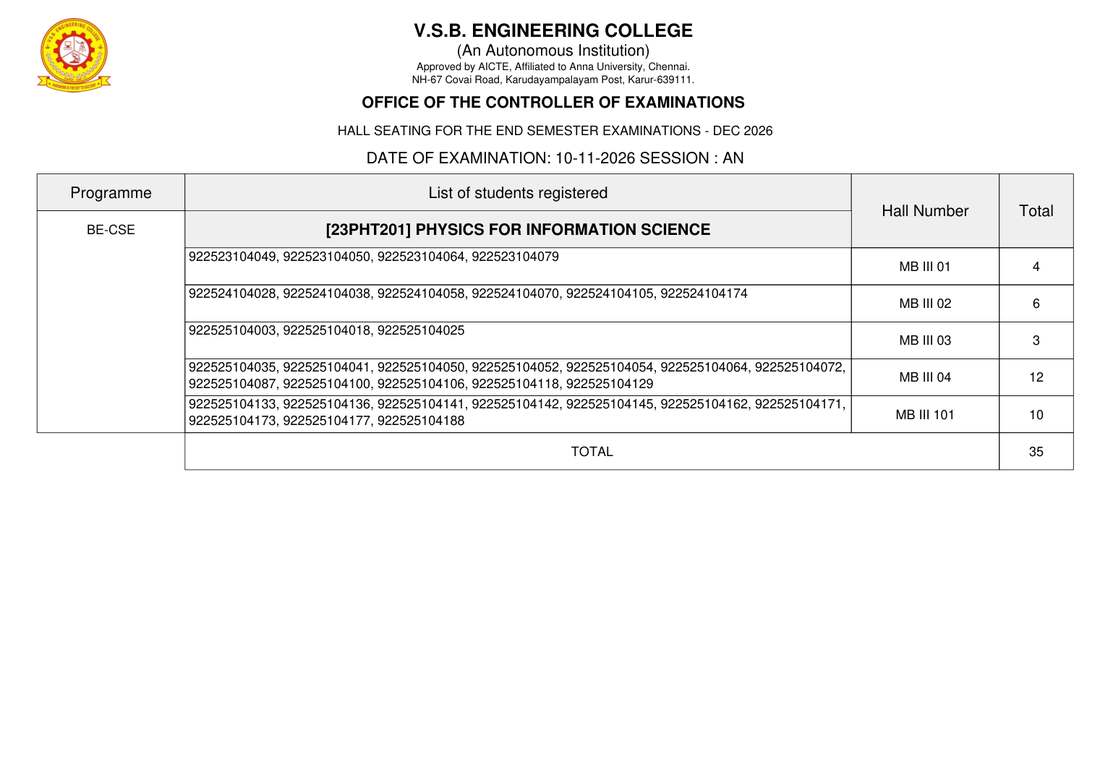 V.S.B. ENGINEERING COLLEGE
(An Autonomous Institution)
Approved by AICTE, Affiliated to Anna University, Chennai.
NH-67 Covai Road, Karudayampalayam Post, Karur-639111.
OFFICE OF THE CONTROLLER OF EXAMINATIONS
HALL SEATING FOR THE END SEMESTER EXAMINATIONS - DEC 2026
DATE OF EXAMINATION: 10-11-2026 SESSION : AN
Programme
List of students registered
Hall Number
Total
BE-CSE
[23PHT201] PHYSICS FOR INFORMATION SCIENCE
922523104049, 922523104050, 922523104064, 922523104079
MB III 01
4
922524104028, 922524104038, 922524104058, 922524104070, 922524104105, 922524104174
MB III 02
6
922525104003, 922525104018, 922525104025
MB III 03
3
922525104035, 922525104041, 922525104050, 922525104052, 922525104054, 922525104064, 922525104072,
922525104087, 922525104100, 922525104106, 922525104118, 922525104129
MB III 04
12
922525104133, 922525104136, 922525104141, 922525104142, 922525104145, 922525104162, 922525104171,
922525104173, 922525104177, 922525104188
MB III 101
10
TOTAL
35